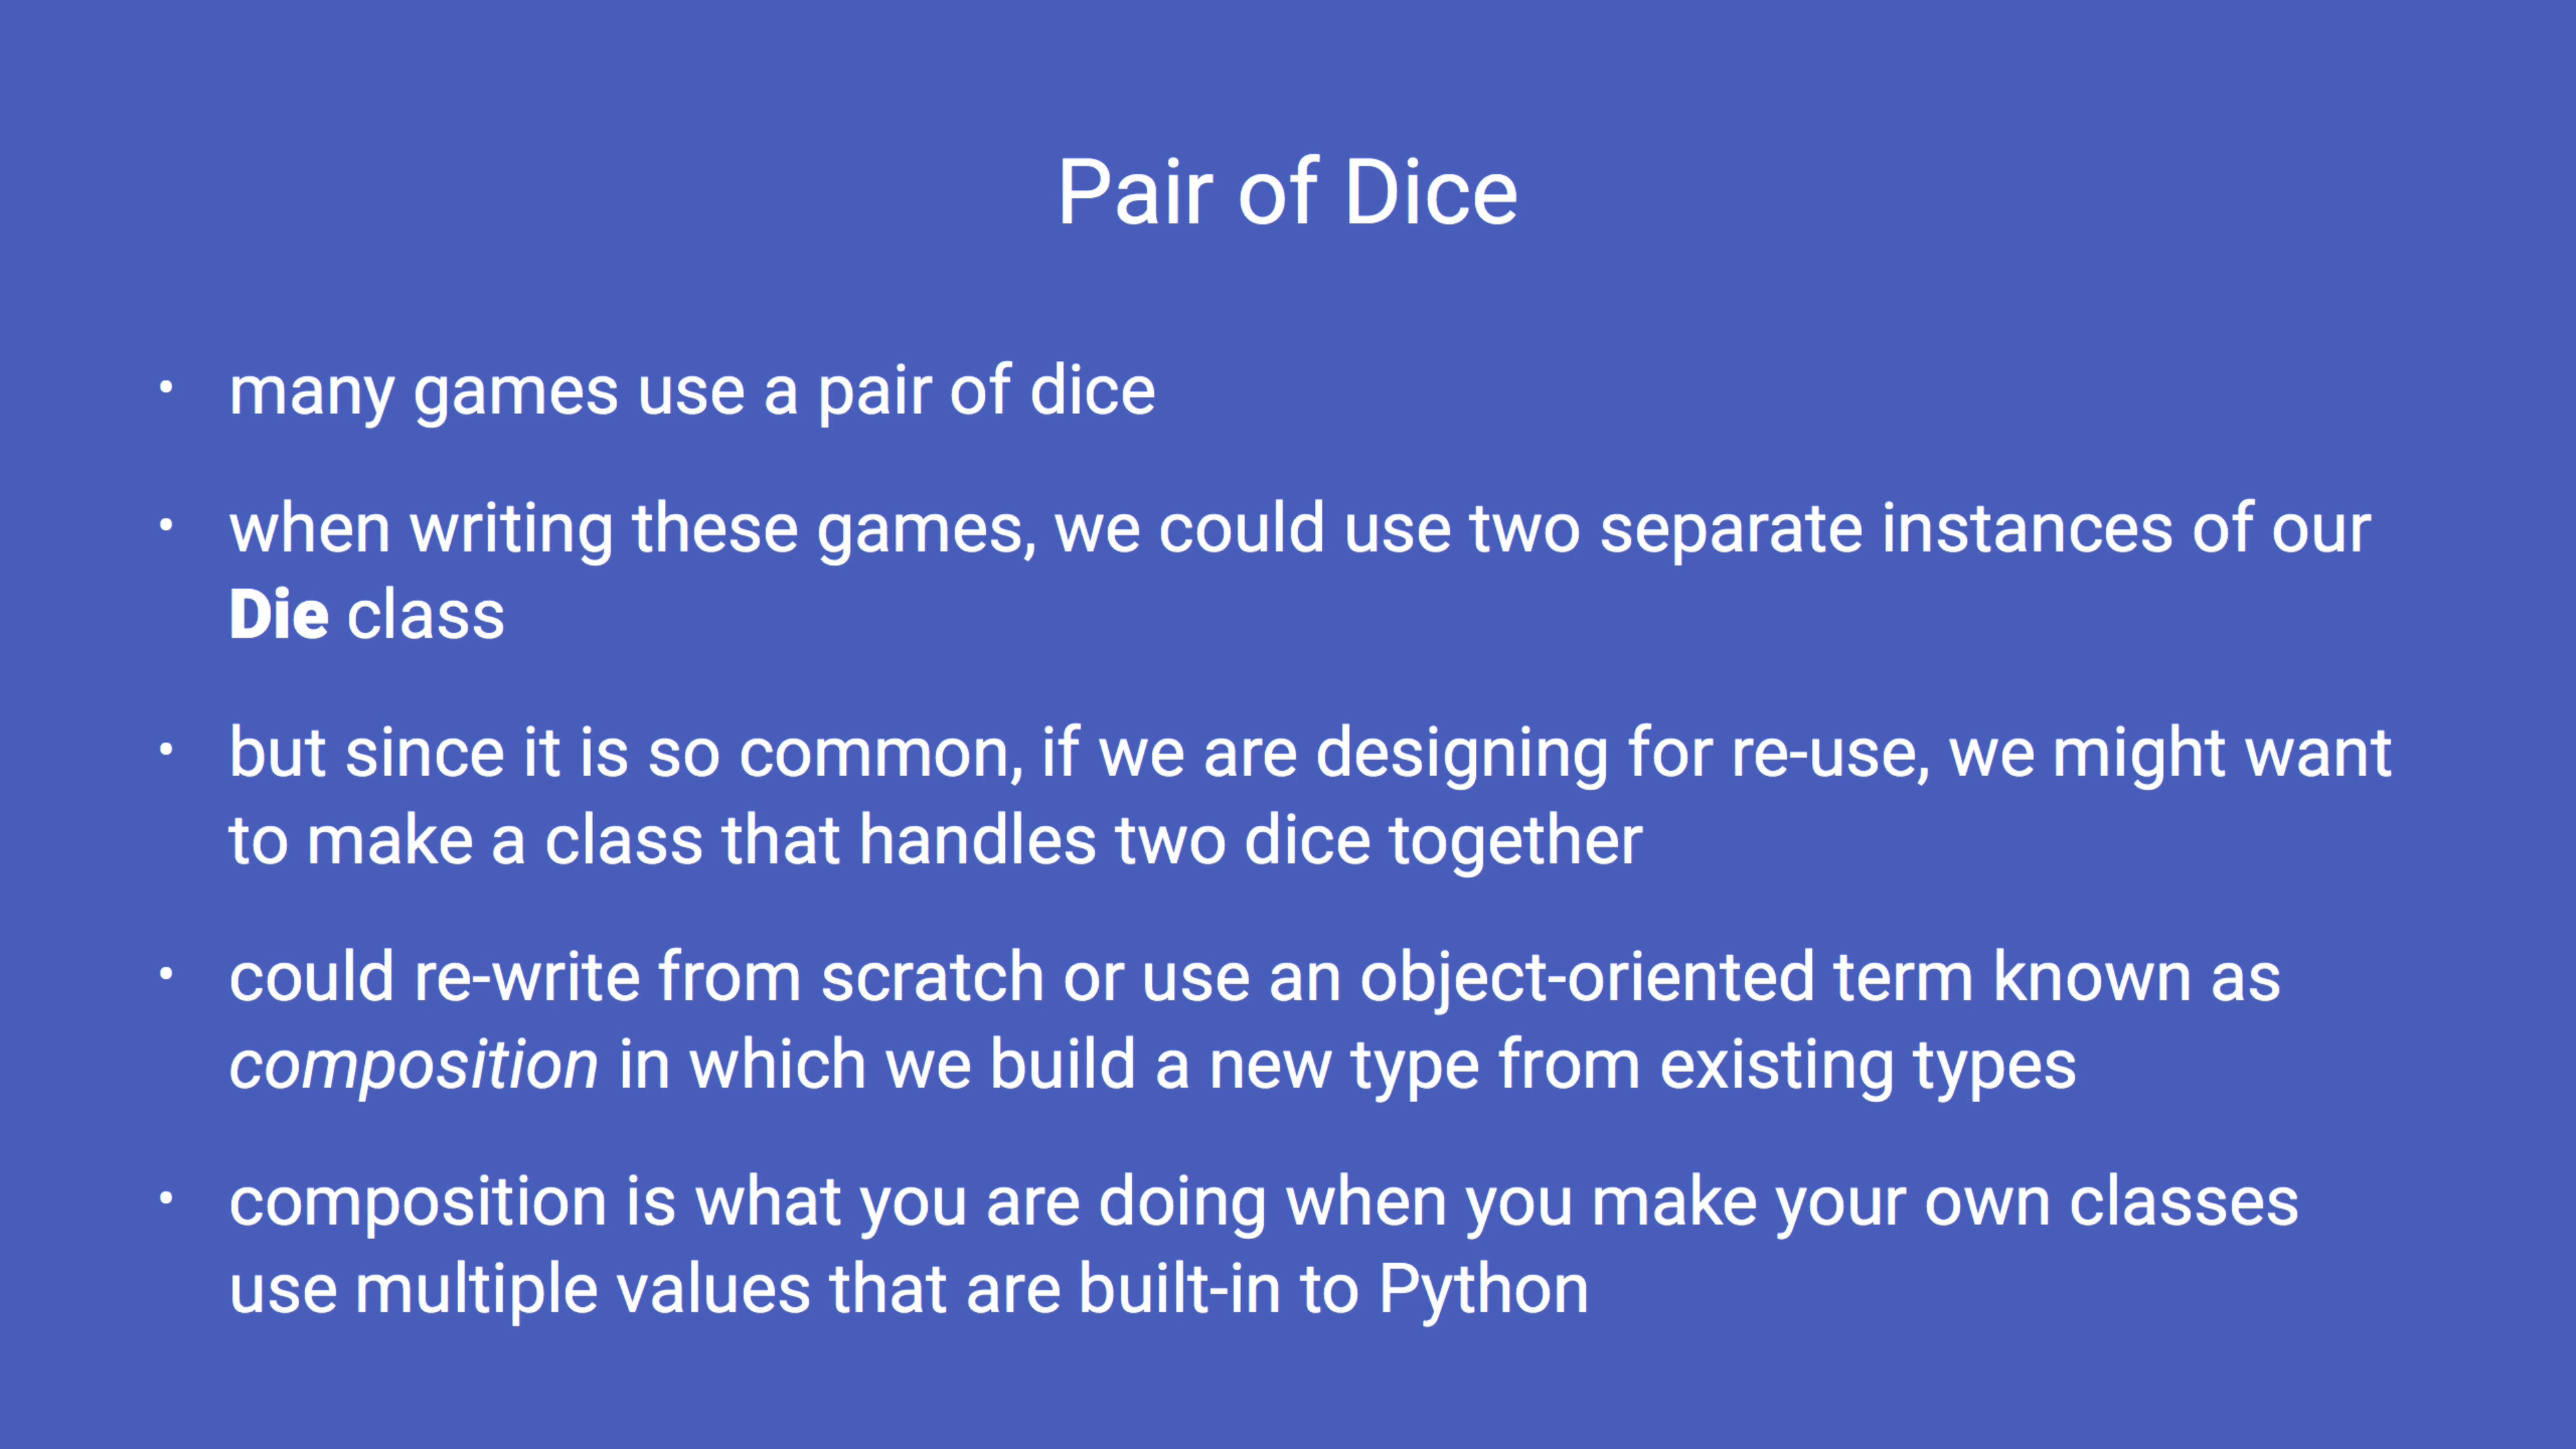 Pair of Dice
• many games use a pair of dice
• when writing these games, we could use two separate instances of our
Die class
• but since it is so common, if we are designing for re-use, we might want
to make a class that handles two dice together
• could re-write from scratch or use an object-oriented term known as
composition in which we build a new type from existing types
• composition is what you are doing when you make your own classes
use multiple values that are built-in to Python